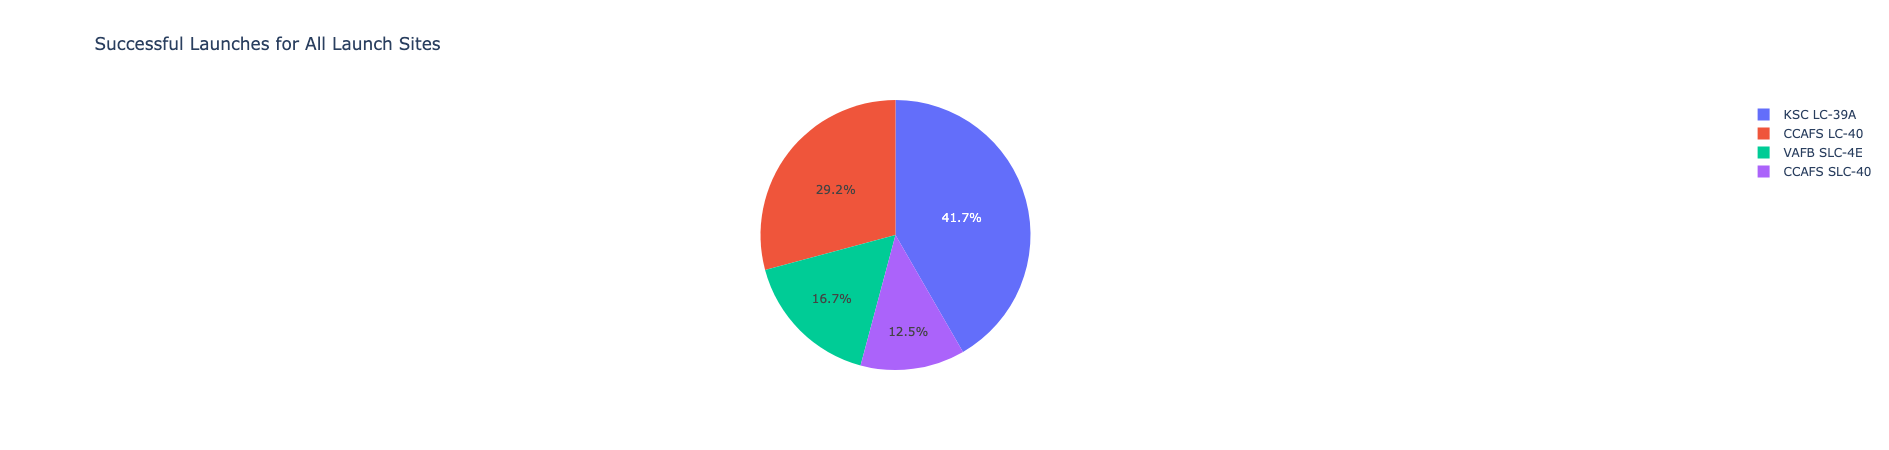 Successful Launches for All Launch Sites
KSC LC-39A
CCAFS LC-40
VAFB SLC-4E
CCAFS SLC-40
29.2%
41.7%
16.7%
12.5%